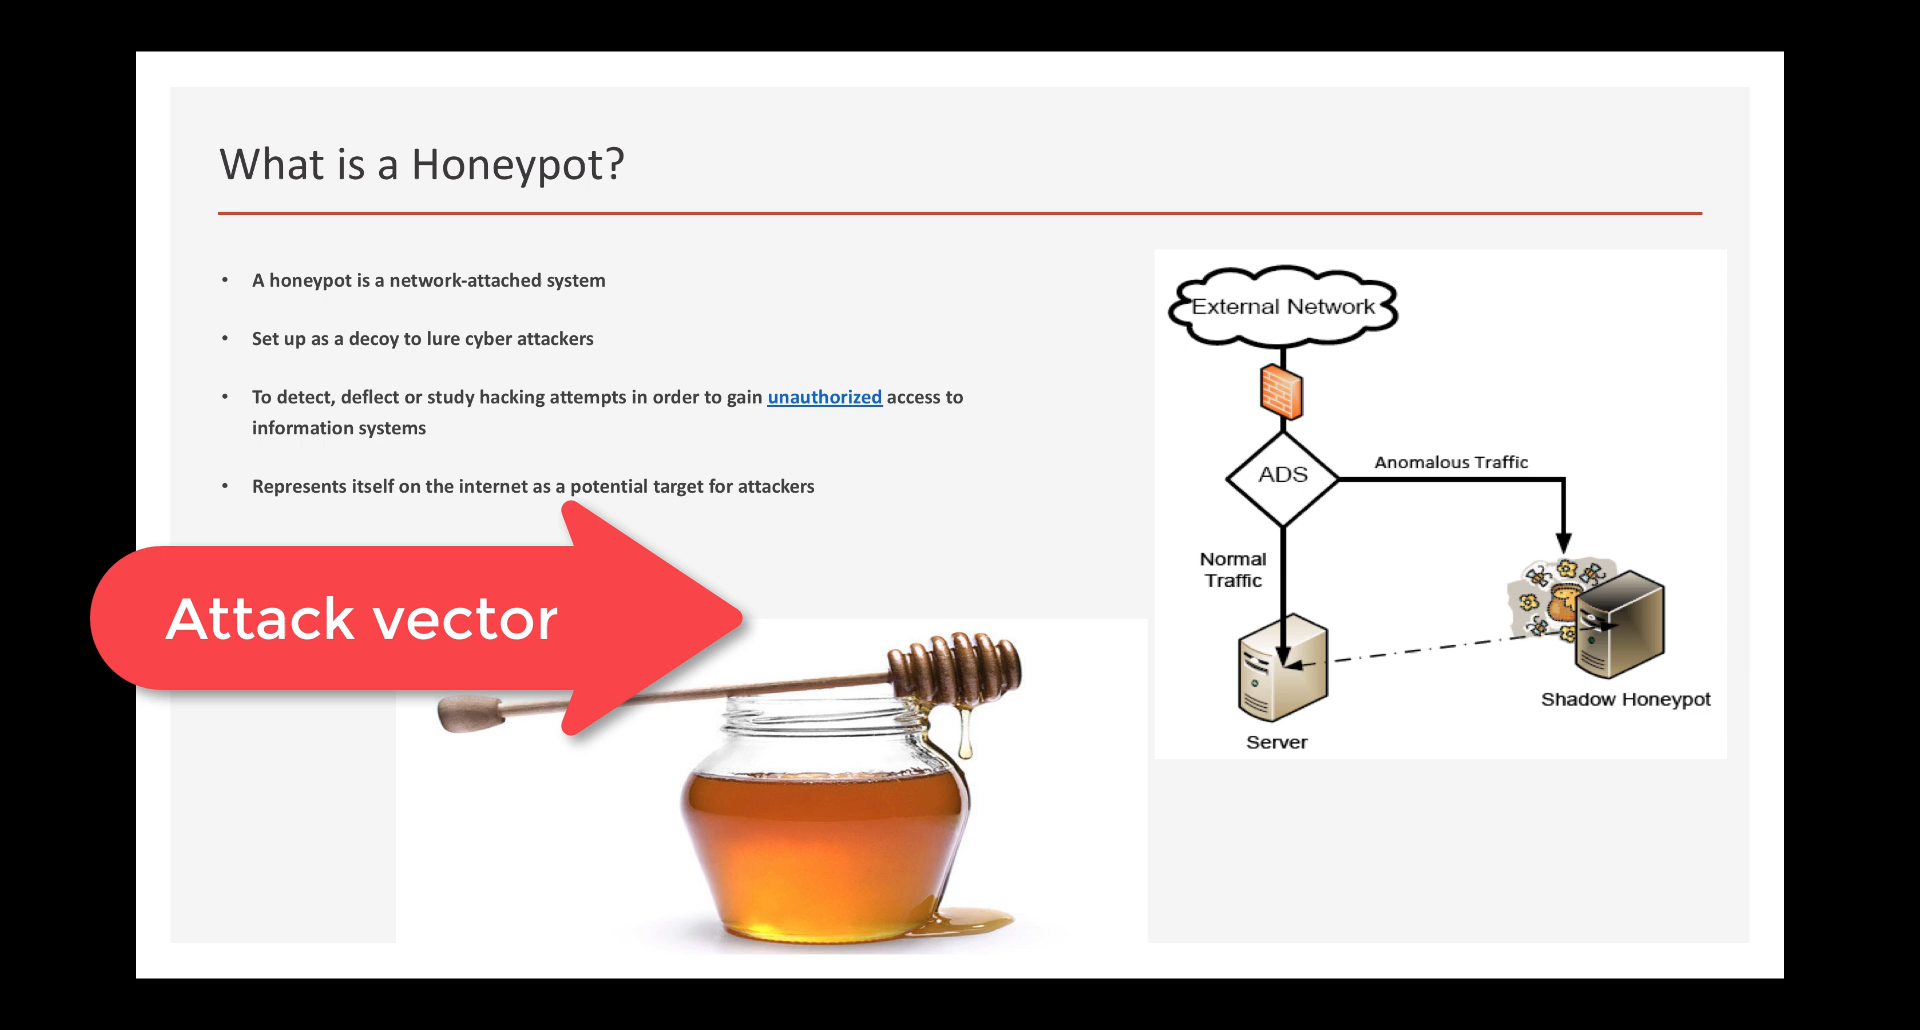 What is a Honeypot?
• A honeypot is a network-attached system
• Set up as a decoy to lure cyber attackers
• To detect, deflect or study hacking attempts in order to gain unauthorized access to
information systems
• Represents itself on the internet as a potential target for attackers
Attack vector
External Network
ADS
Anomalous Traffic
Normal
Traffic
Shadow Honeypot
Server